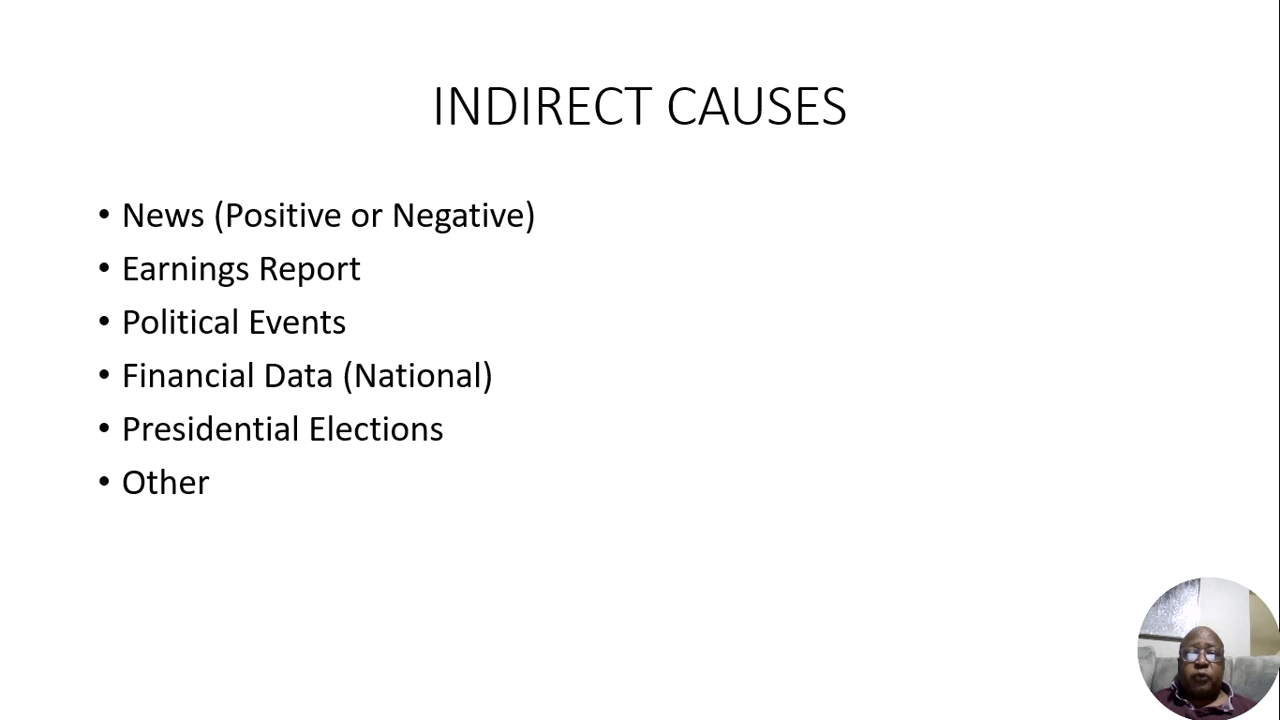 INDIRECT CAUSES
• News (Positive or Negative)
• Earnings Report
• Political Events
• Financial Data (National)
• Presidential Elections
• Other